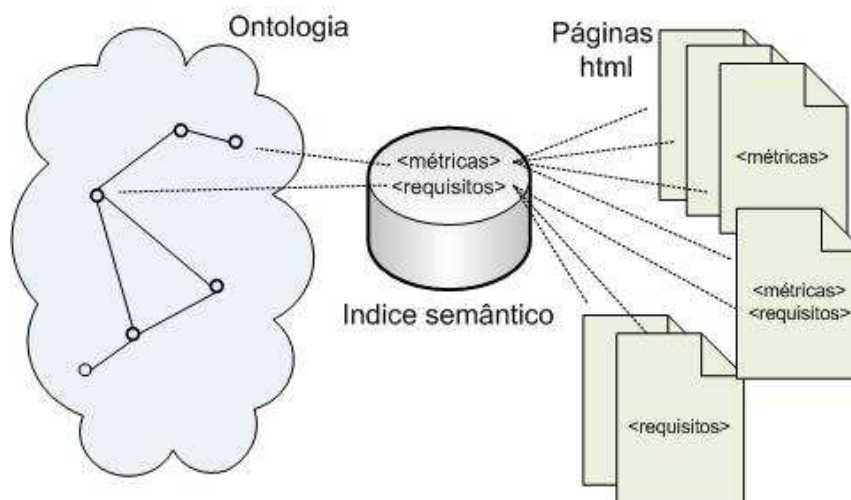 Ontologia
Páginas
html
<métricas>
<requisitos>
<métricas>
<métricas>
<requisitos>
Indice semântico
<requisitos>